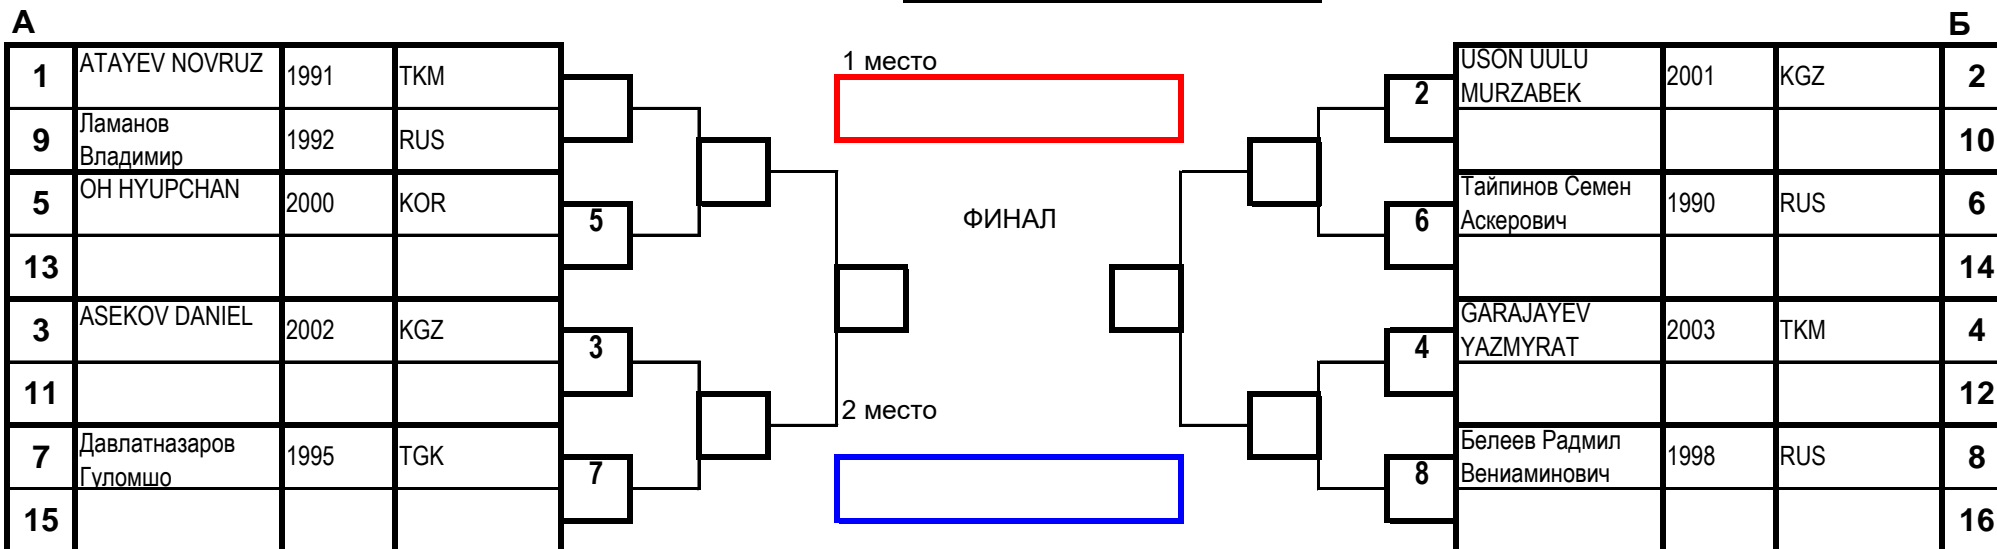 А
Б
1 ATAYEV NOVRUZ 1991 TKM
9 Ламанов
Владимир 1992 RUS
5 OH HYUPCHAN 2000 KOR
13
3 ASEKOV DANIEL 2002 KGZ
11
7 Давлатназаров
Гуломшо 1995 TGK
15
5
3
7
1 место
ФИНАЛ
2 место
2
6
4
8
USON UULU
MURZABEK 2001 KGZ 2
10
Тайпинов Семен
Аскерович 1990 RUS 6
14
GARAJAYEV
YAZMYRAT 2003 TKM 4
12
Белеев Радмил
Вениаминович 1998 RUS 8
16